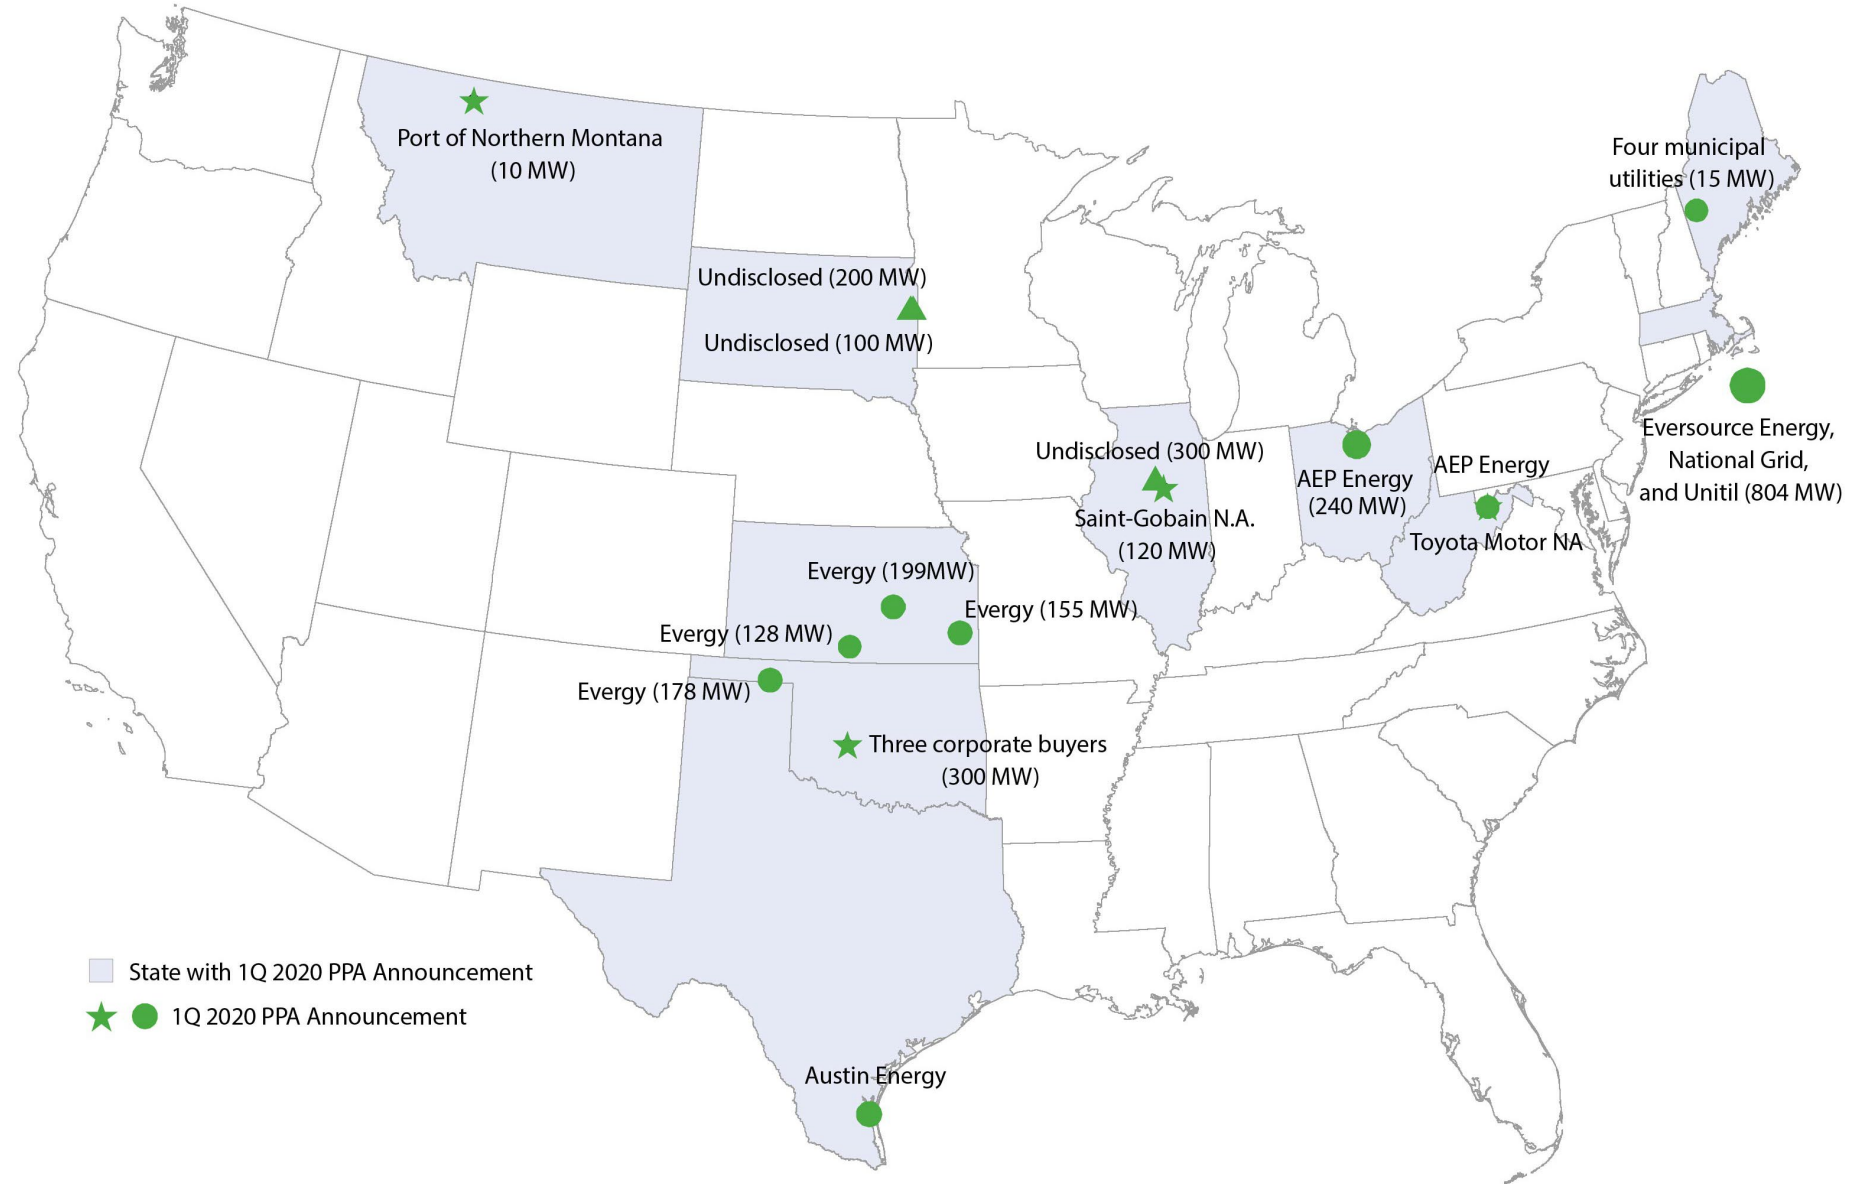 Port of Northern Montana
(10 MW)
Four municipal
utilities (15 MW)
Undisclosed (200 MW)
Undisclosed (100 MW)
Eversource Energy,
National Grid,
and Unitil (804 MW)
Undisclosed (300 MW)
Saint-Gobain N.A.
(120 MW)
AEP Energy
(240 MW)
AEP Energy
Toyota Motor NA
Evergy (199MW)
Evergy (155 MW)
Evergy (128 MW)
Evergy (178 MW)
Three corporate buyers
(300 MW)
Austin Energy
State with 1Q 2020 PPA Announcement
1Q 2020 PPA Announcement